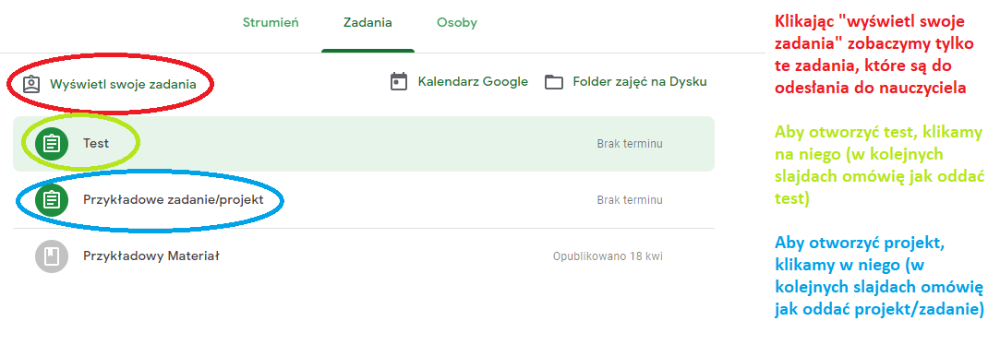 Strumień Zadania Osoby
Wyświetl swoje zadania Kalendarz Google Folder zajęć na Dysku
Test Brak terminu
Przykładowe zadanie/projekt Brak terminu
Przykładowy Materiał Opublikowano 18 kwi
Klikając "wyświetl swoje
zadania" zobaczymy tylko
te zadania, które są do
odesłania do nauczyciela
Aby otworzyć test, klikamy
na niego (w kolejnych
slajdach omówię jak oddać
test)
Aby otworzyć projekt,
klikamy w niego (w
kolejnych slajdach omówię
jak oddać projekt/zadanie)